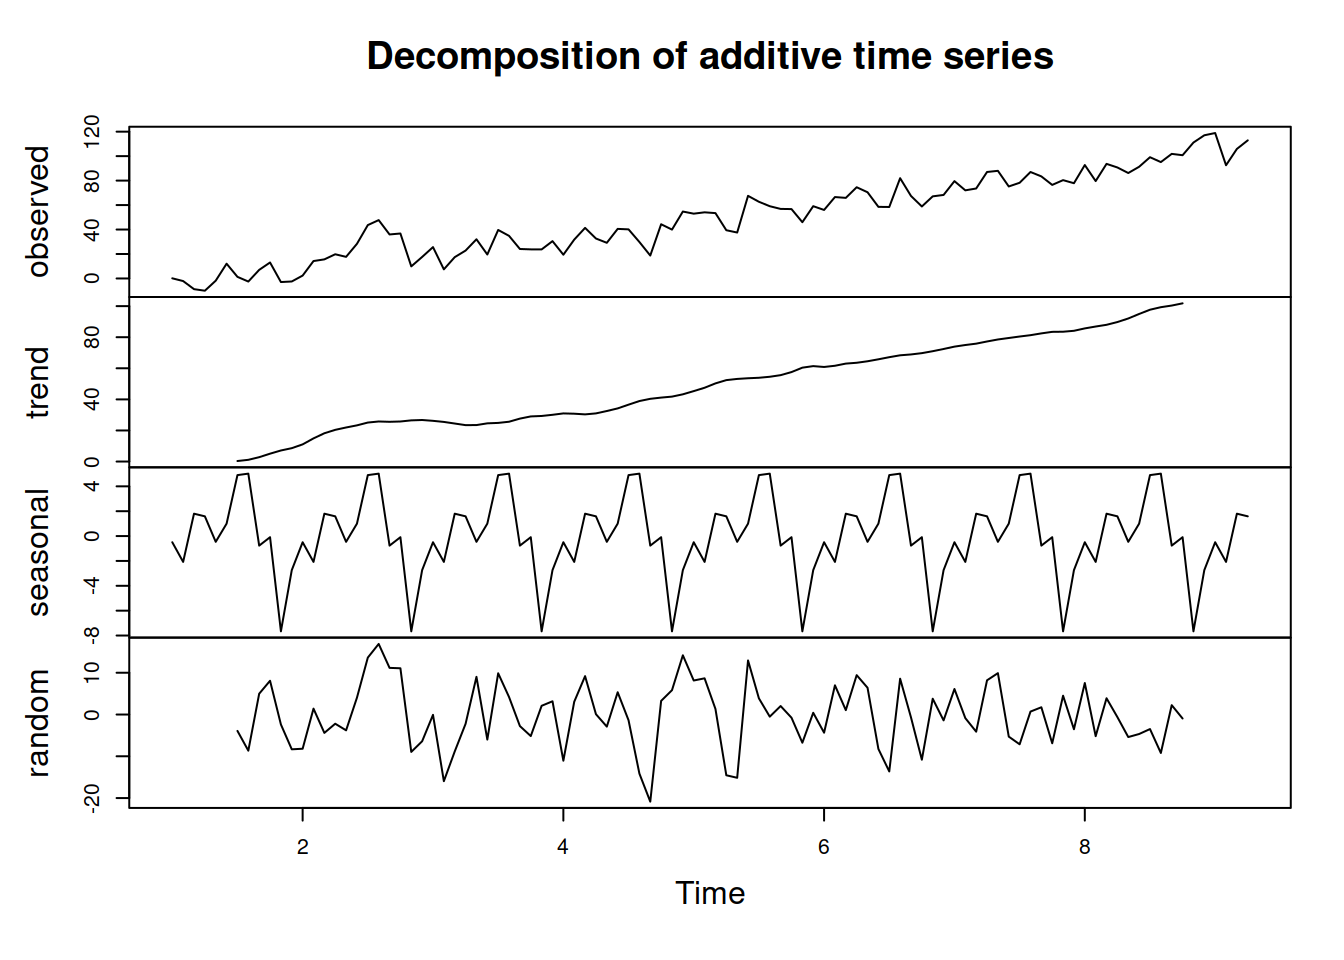 Decomposition of additive time series
observed
0 40 80 120
trend
0 40 80
seasonal
-8 -4 0 4
random
-20 0 10
2 4 6 8
Time